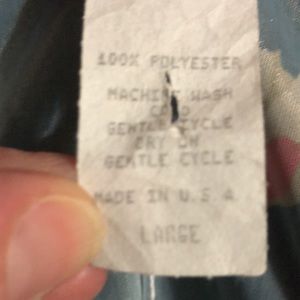 100% POLYESTER
MACHINE WASH
COLD
GENTLE CYCLE
DRY ON
GENTLE CYCLE
MADE IN U.S.A
LARGE